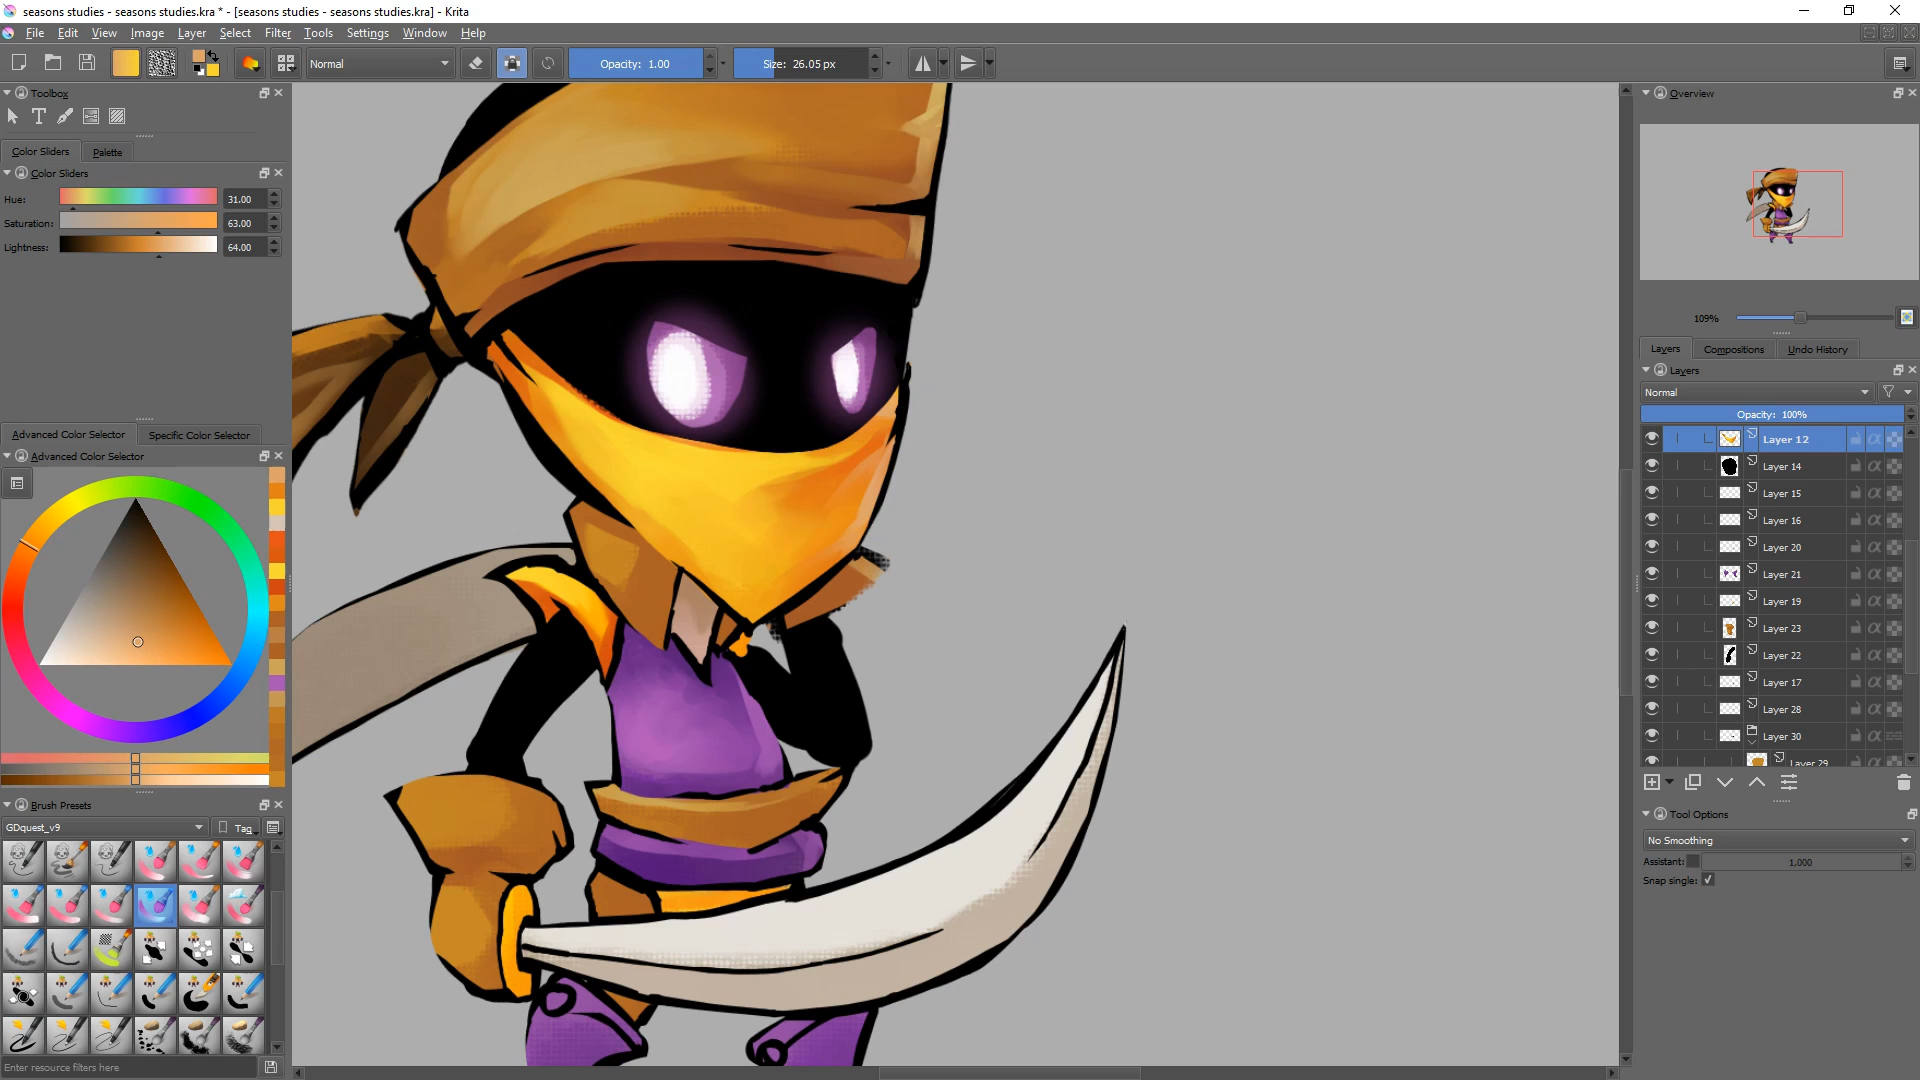 seasons studies - seasons studies.kra * - [seasons studies - seasons studies.kra] - Krita
File Edit View Image Layer Select Filter Tools Settings Window Help
Normal Opacity: 1.00 Size: 26.05 px
Toolbox
Color Sliders Palette
Color Sliders
Hue: 31.00
Saturation: 63.00
Lightness: 64.00
Advanced Color Selector Specific Color Selector
Advanced Color Selector
Brush Presets
GDquest_v9 Tag
Enter resource filters here
Overview
109%
Layers Compositions Undo History
Layers
Normal
Opacity: 100%
Layer 12
Layer 14
Layer 15
Layer 16
Layer 20
Layer 21
Layer 19
Layer 23
Layer 22
Layer 17
Layer 28
Layer 30
Layer 29
Tool Options
No Smoothing
Assistant: 1,000
Snap single: